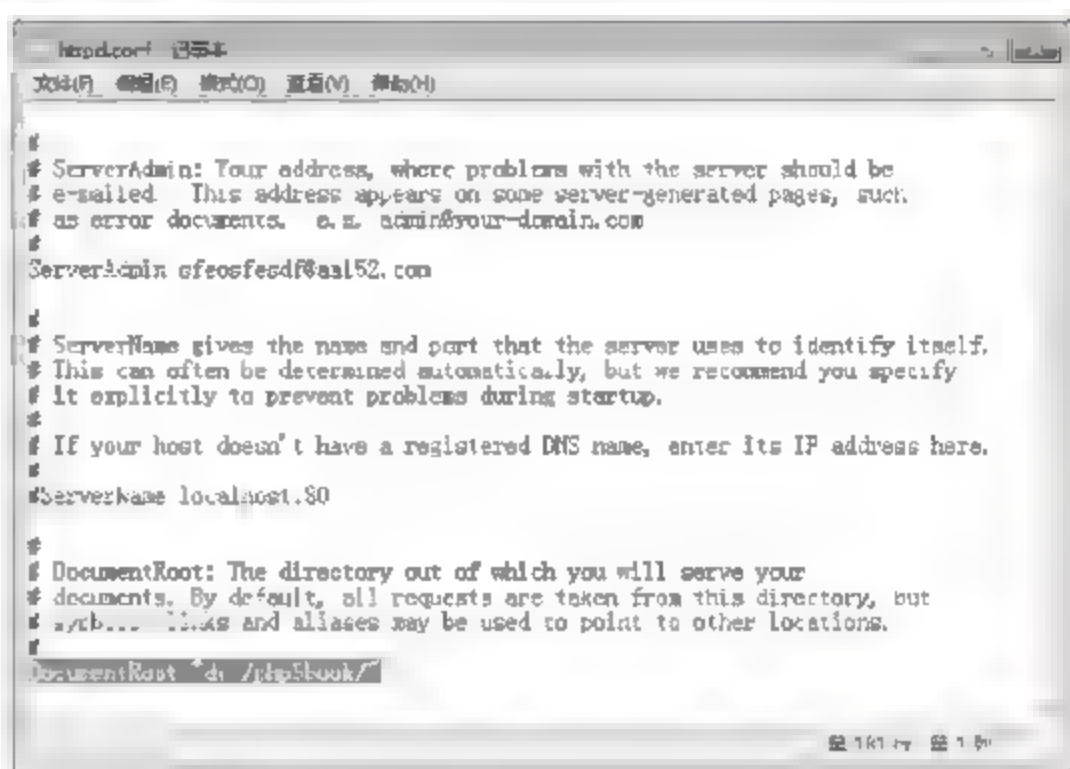 httpd.conf 记事本
文件(F) 编辑(E) 格式(O) 查看(V) 帮助(H)
#
# ServerAdmin: Your address, where problems with the server should be
# e-mailed. This address appears on some server-generated pages, such
# as error documents. e.g. admin@your-domain.com
#
ServerAdmin
#
# ServerName gives the name and port that the server uses to identify itself.
# This can often be determined automatically, but we recommend you specify
# it explicitly to prevent problems during startup.
#
# If your host doesn't have a registered DNS name, enter its IP address here.
#
#ServerName localhost:80
#
# DocumentRoot: The directory out of which you will serve your
# documents. By default, all requests are taken from this directory, but
# symbolic links and aliases may be used to point to other locations.
#
DocumentRoot "d:/php5book/"